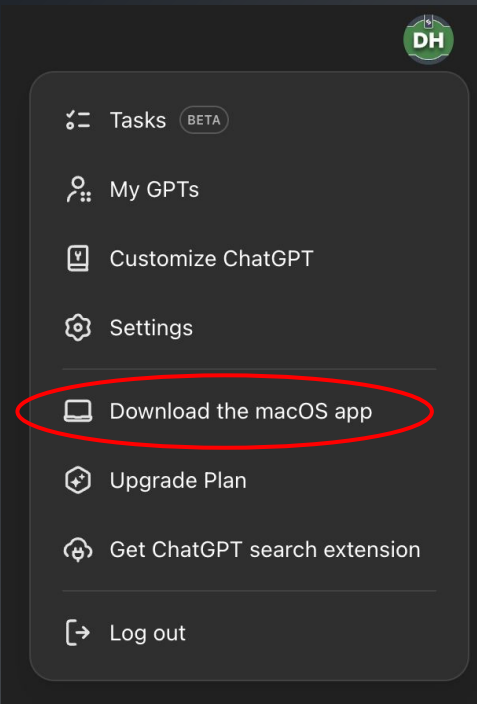 DH
Tasks BETA
My GPTs
Customize ChatGPT
Settings
Download the macOS app
Upgrade Plan
Get ChatGPT search extension
Log out